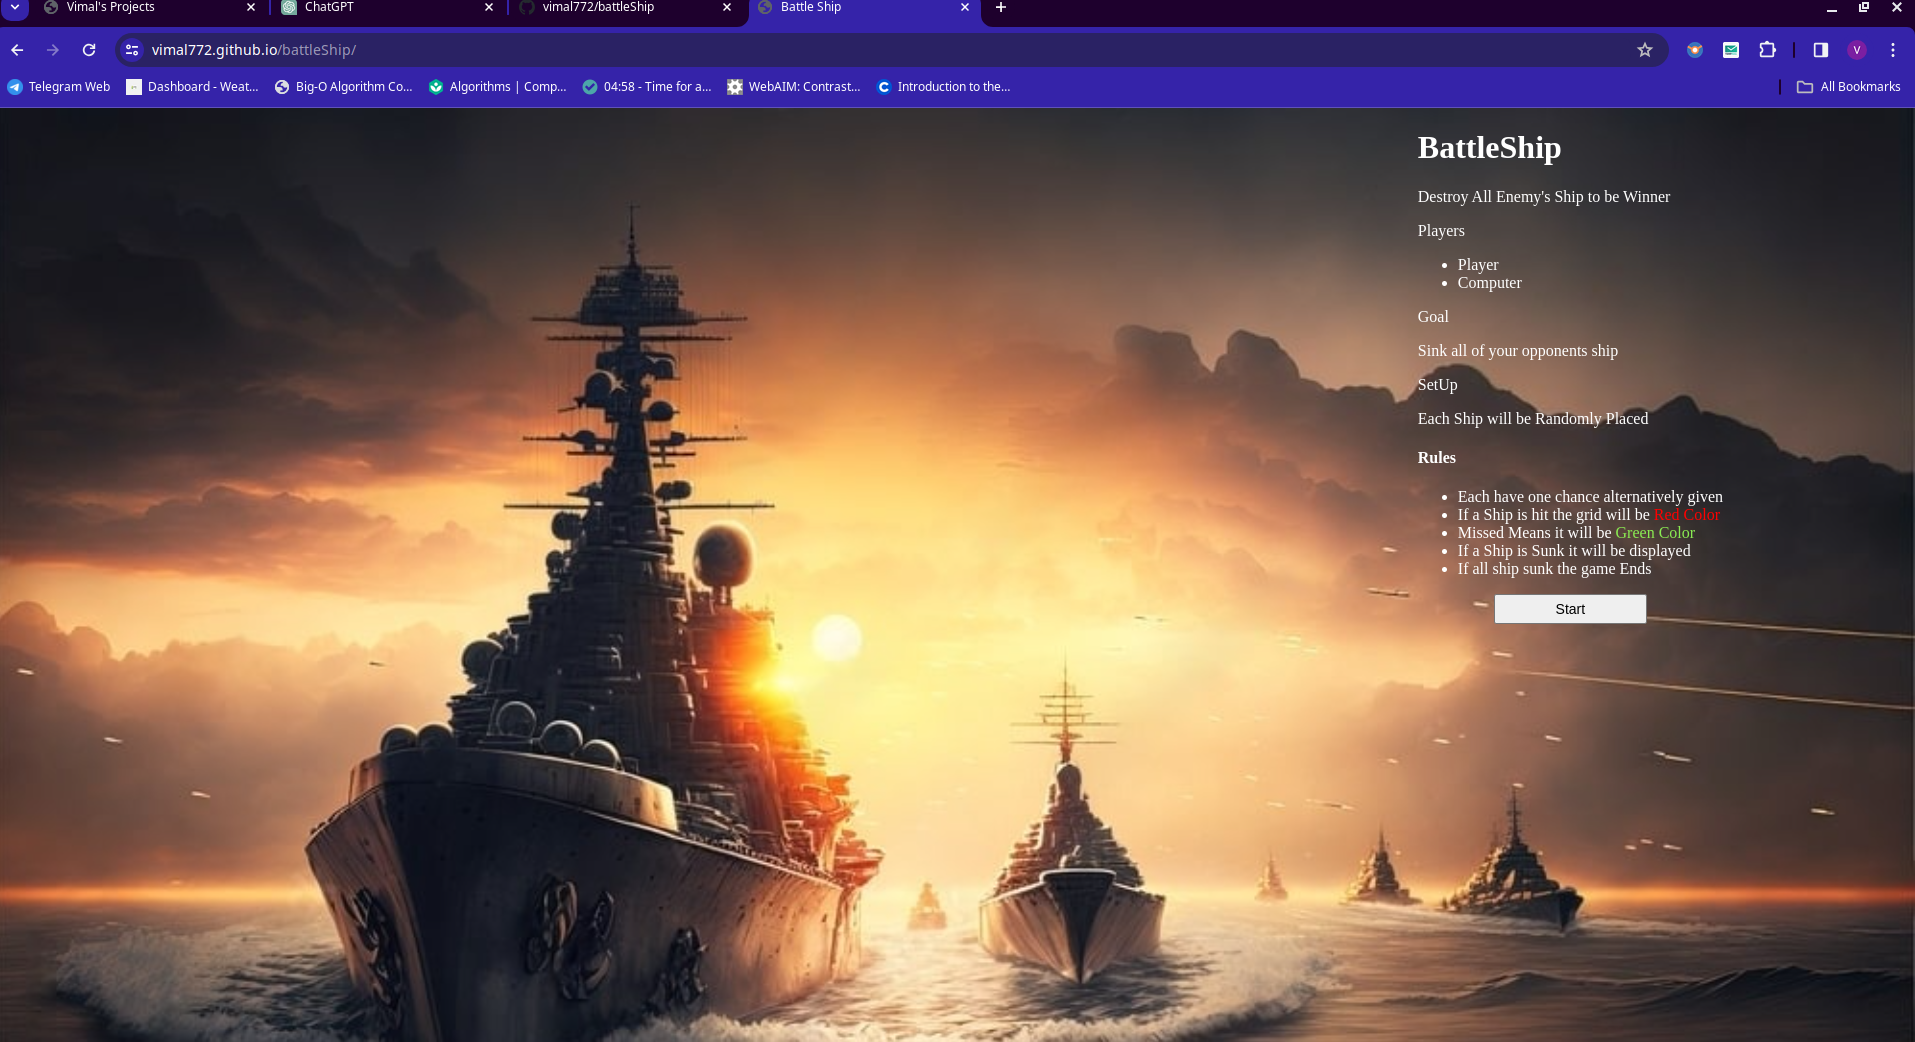 Vimal's Projects
ChatGPT
vimal772/battleShip
Battle Ship
vimal772.github.io/battleShip/
V
Telegram Web
Dashboard - Weat...
Big-O Algorithm Co...
Algorithms | Comp...
04:58 - Time for a...
WebAIM: Contrast...
Introduction to the...
All Bookmarks
BattleShip
Destroy All Enemy's Ship to be Winner
Players
Player
Computer
Goal
Sink all of your opponents ship
SetUp
Each Ship will be Randomly Placed
Rules
Each have one chance alternatively given
If a Ship is hit the grid will be Red Color
Missed Means it will be Green Color
If a Ship is Sunk it will be displayed
If all ship sunk the game Ends
Start